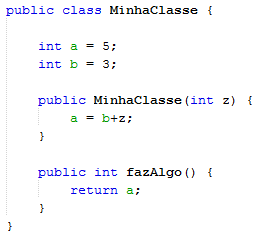 public class MinhaClasse {
int a = 5;
int b = 3;
public MinhaClasse(int z) {
a = b+z;
}
public int fazAlgo() {
return a;
}
}